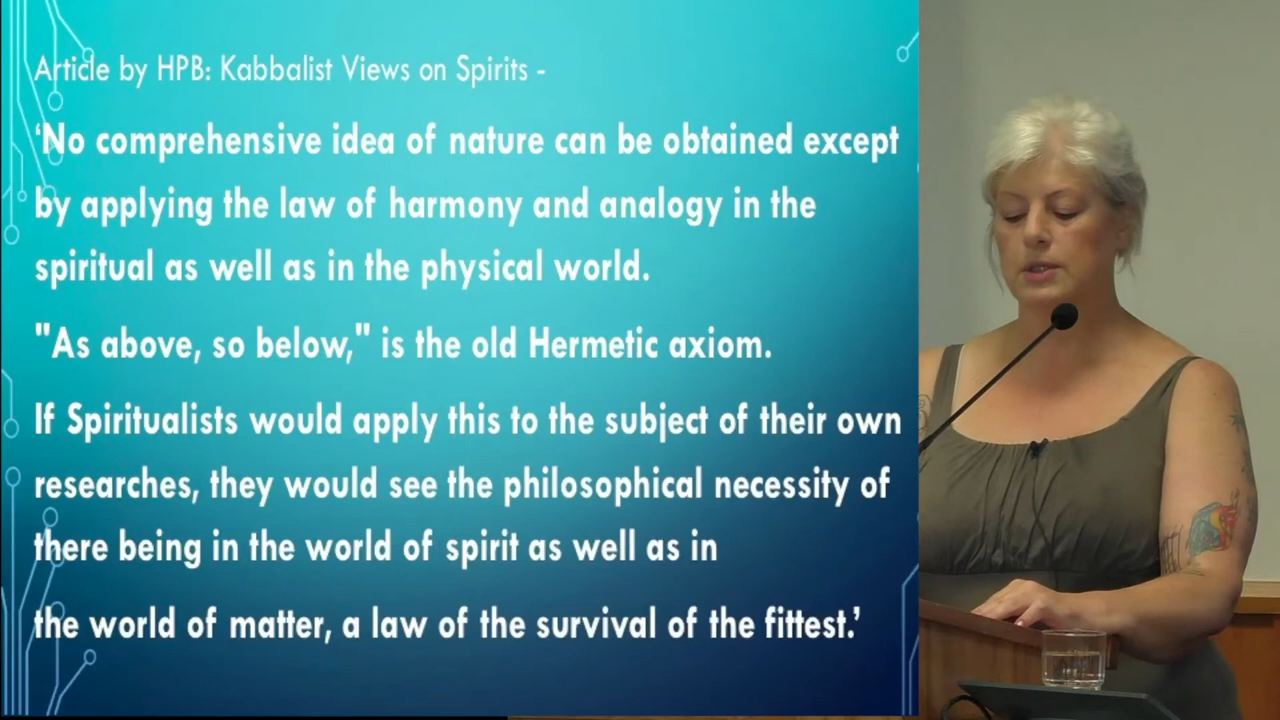 Article by HPB: Kabbalist Views on Spirits -
‘No comprehensive idea of nature can be obtained except
by applying the law of harmony and analogy in the
spiritual as well as in the physical world.
"As above, so below," is the old Hermetic axiom.
If Spiritualists would apply this to the subject of their own
researches, they would see the philosophical necessity of
there being in the world of spirit as well as in
the world of matter, a law of the survival of the fittest.’